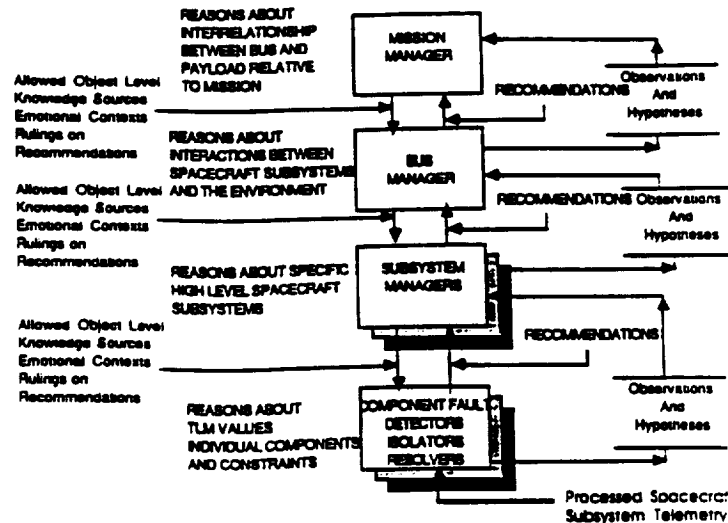 REASONS ABOUT
INTERRELATIONSHIP
BETWEEN BUS AND
PAYLOAD RELATIVE
TO MISSION
MISSION
MANAGER
Observations
And
Hypotheses
RECOMMENDATIONS
Allowed Object Level
Knowledge Sources
Emotional Contexts
Rulings on
Recommendations
REASONS ABOUT
INTERACTIONS BETWEEN
SPACECRAFT SUBSYSTEMS
AND THE ENVIRONMENT
BUS
MANAGER
Observations
And
Hypotheses
RECOMMENDATIONS
Allowed Object Level
Knowledge Sources
Emotional Contexts
Rulings on
Recommendations
REASONS ABOUT SPECIFIC
HIGH LEVEL SPACECRAFT
SUBSYSTEMS
SUBSYSTEM
MANAGERS
RECOMMENDATIONS
Allowed Object Level
Knowledge Sources
Emotional Contexts
Rulings on
Recommendations
Observations
And
Hypotheses
REASONS ABOUT
TLM VALUES
INDIVIDUAL COMPONENTS
AND CONSTRAINTS
COMPONENT FAULT
DETECTORS
ISOLATORS
RESOLVERS
Processed Spacecraf
Subsystem Telemetry